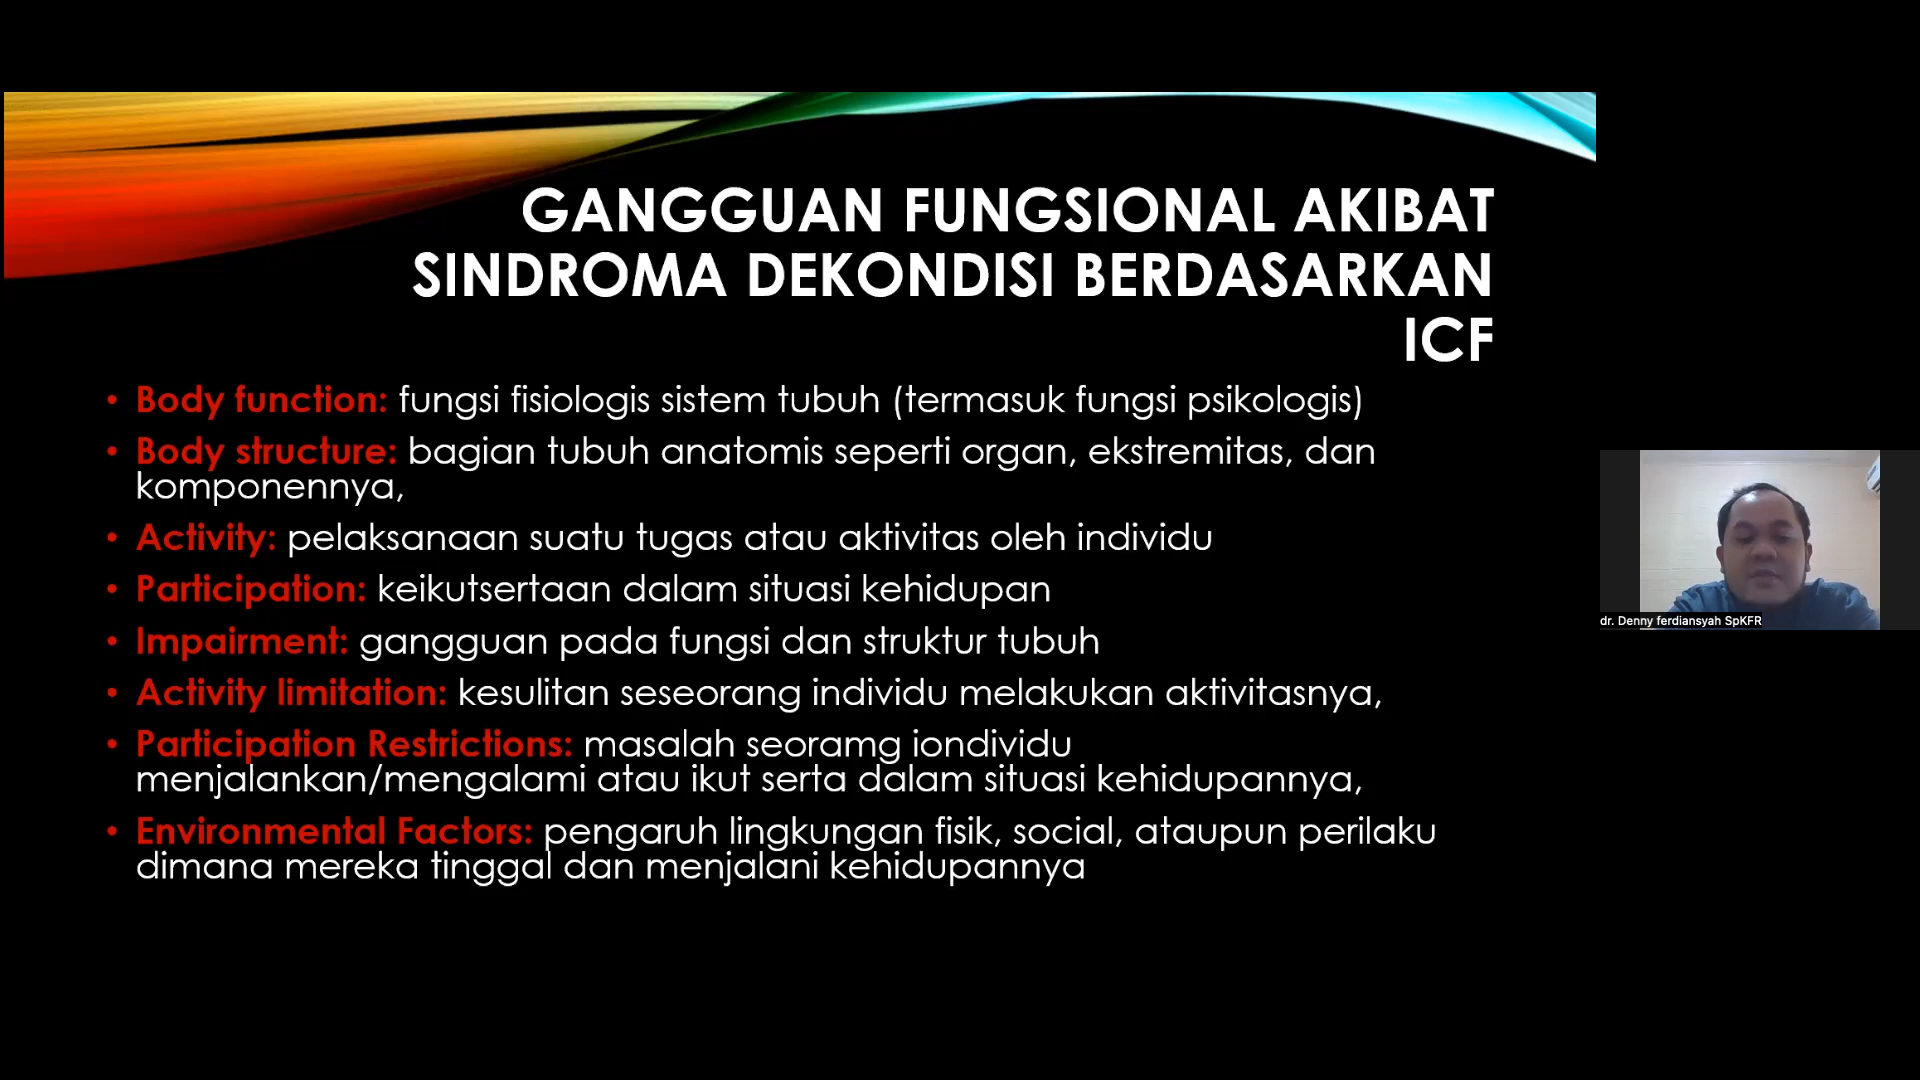 GANGGUAN FUNGSIONAL AKIBAT
SINDROMA DEKONDISI BERDASARKAN
ICF
• Body function: fungsi fisiologis sistem tubuh (termasuk fungsi psikologis)
• Body structure: bagian tubuh anatomis seperti organ, ekstremitas, dan
komponennya,
• Activity: pelaksanaan suatu tugas atau aktivitas oleh individu
• Participation: keikutsertaan dalam situasi kehidupan
• Impairment: gangguan pada fungsi dan struktur tubuh
• Activity limitation: kesulitan seseorang individu melakukan aktivitasnya,
• Participation Restrictions: masalah seoramg iondividu
menjalankan/mengalami atau ikut serta dalam situasi kehidupannya,
• Environmental Factors: pengaruh lingkungan fisik, social, ataupun perilaku
dimana mereka tinggal dan menjalani kehidupannya
dr. Denny ferdiansyah SpKFR